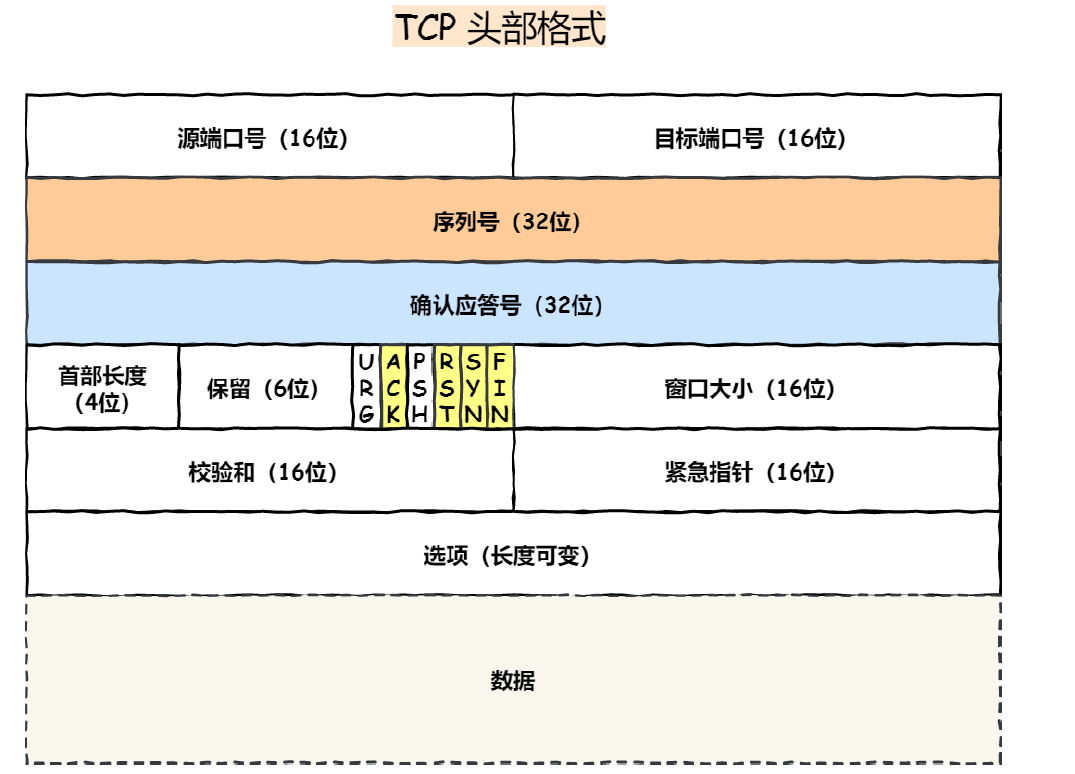 TCP 头部格式
源端口号（16位） 目标端口号（16位）
序列号（32位）
确认应答号（32位）
首部长度
（4位）
保留（6位）
URG
ACK
PSH
RST
SYN
FIN
窗口大小（16位）
校验和（16位） 紧急指针（16位）
选项（长度可变）
数据